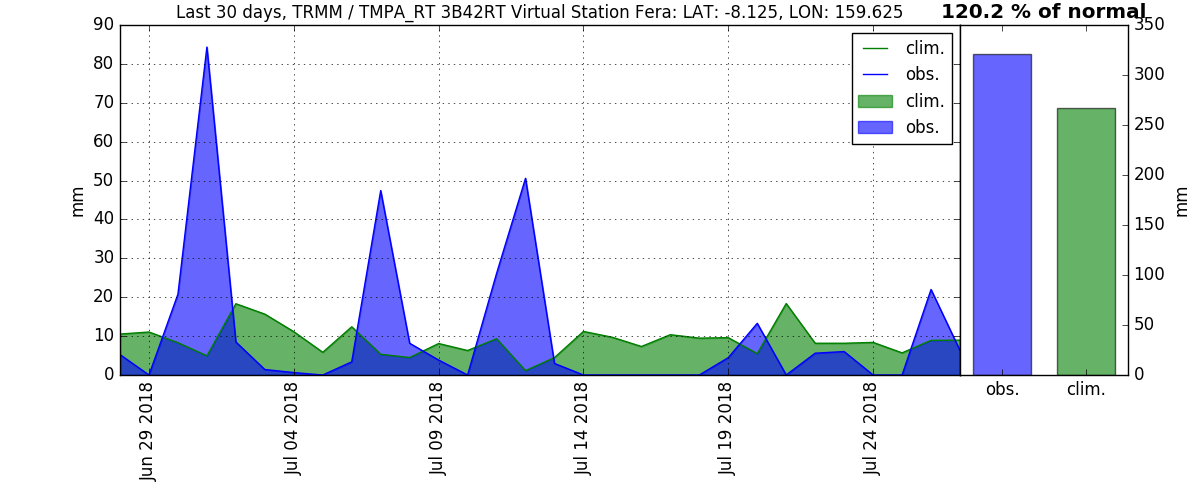 Last 30 days, TRMM / TMPA_RT 3B42RT Virtual Station Fera: LAT: -8.125, LON: 159.625
120.2 % of normal
mm
90
80
70
60
50
40
30
20
10
0
clim.
obs.
clim.
obs.
Jun 29 2018
Jul 04 2018
Jul 09 2018
Jul 14 2018
Jul 19 2018
Jul 24 2018
350
300
250
200
150
100
50
0
mm
obs.
clim.